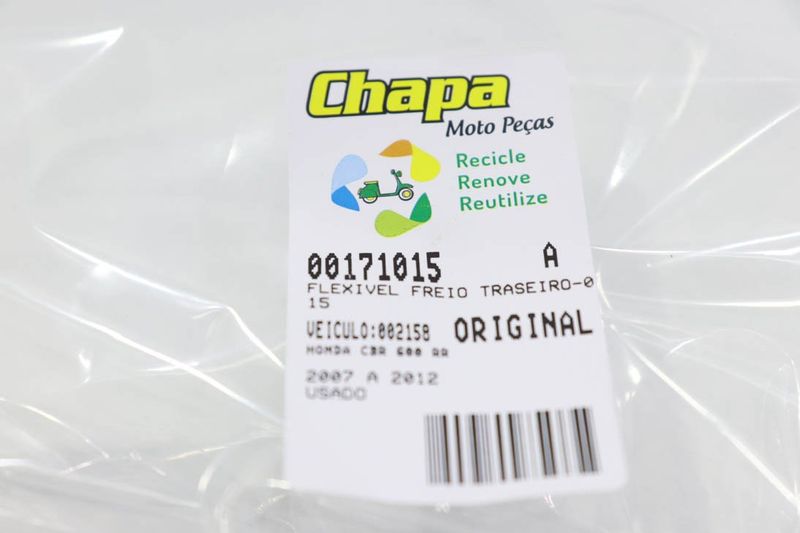 Chapa
Moto Peças
Recicle
Renove
Reutilize
00171015 A
FLEXIVEL FREIO TRASEIRO-0
15
VEICULO:002158 ORIGINAL
HONDA CBR 600 RR
2007 A 2012
USADO